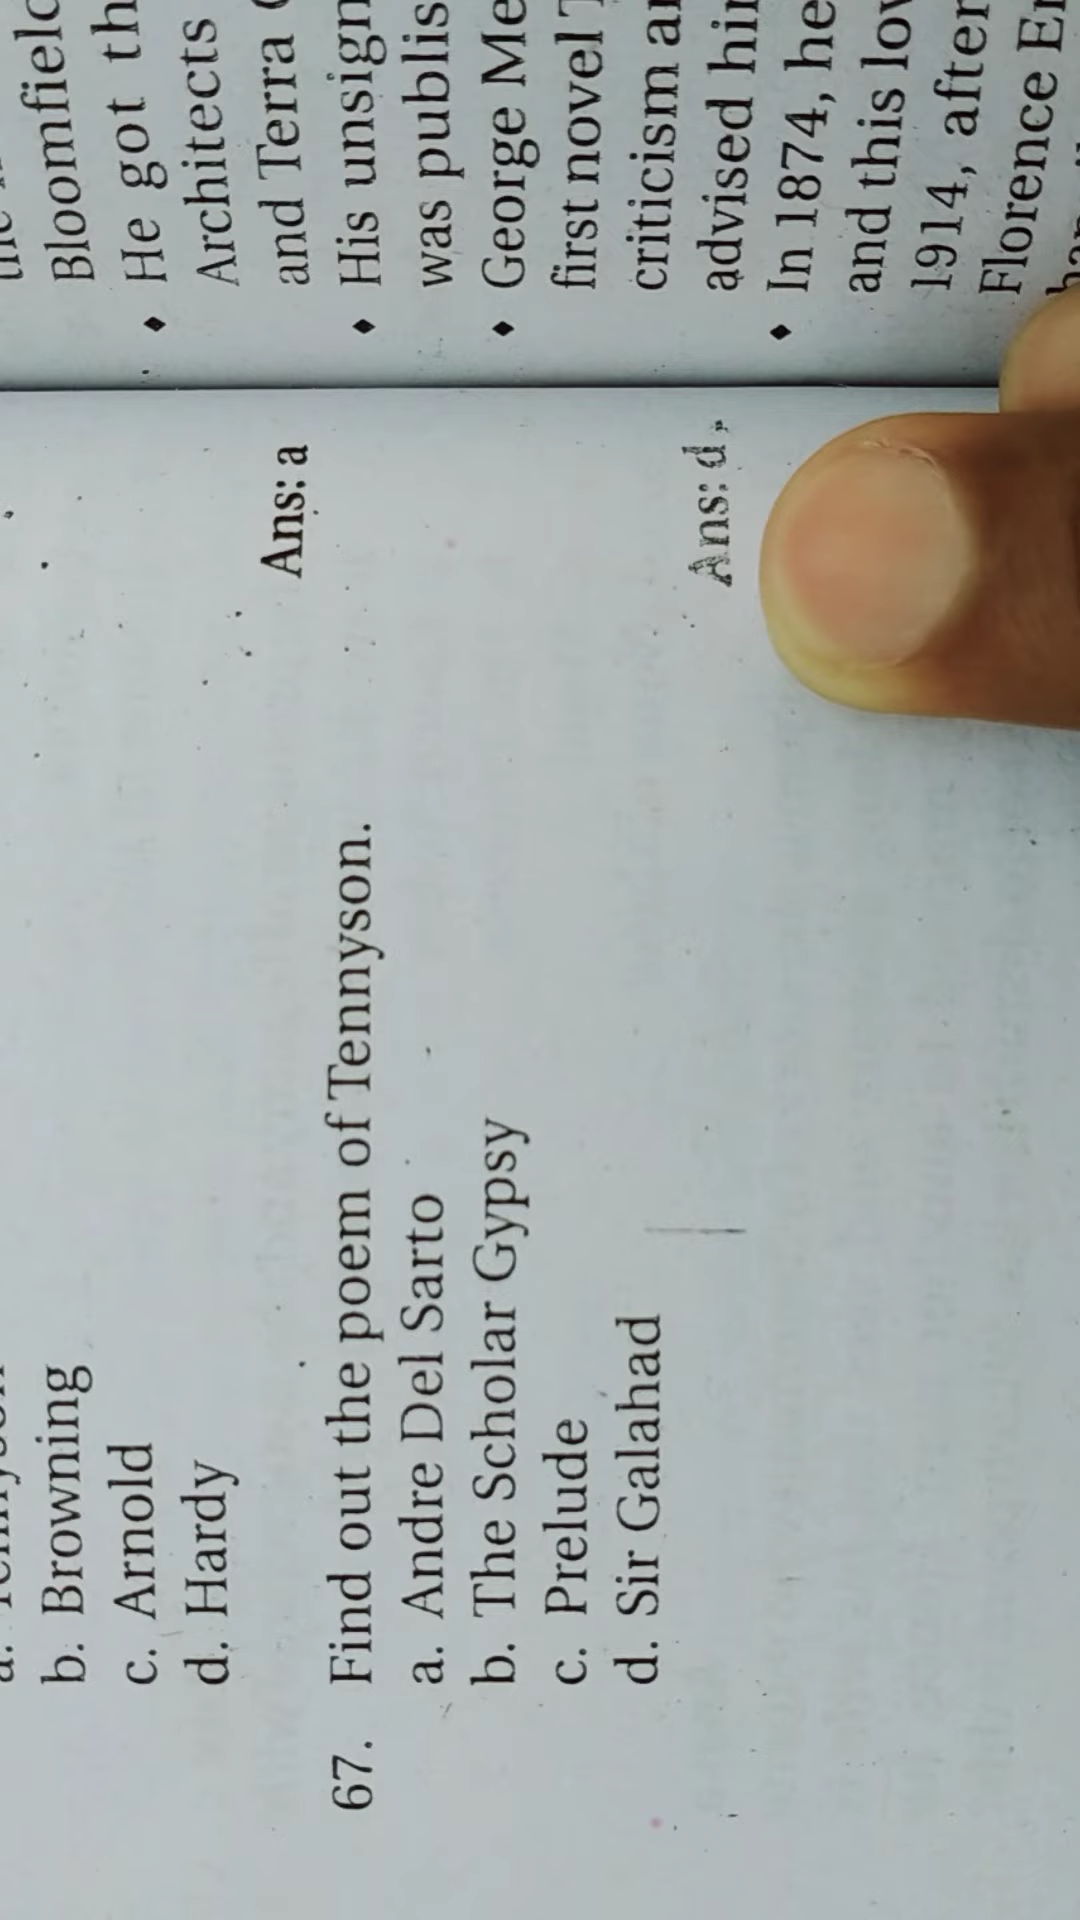 b. Browning
c. Arnold
d. Hardy
Ans: a
67. Find out the poem of Tennyson.
a. Andre Del Sarto
b. The Scholar Gypsy
c. Prelude
d. Sir Galahad
Ans: d
Bloomfield
♦ He got th
Architects
and Terra
♦ His unsign
was publis
♦ George Me
first novel
criticism a
advised hi
♦ In 1874, he
and this lov
1914, after
Florence E